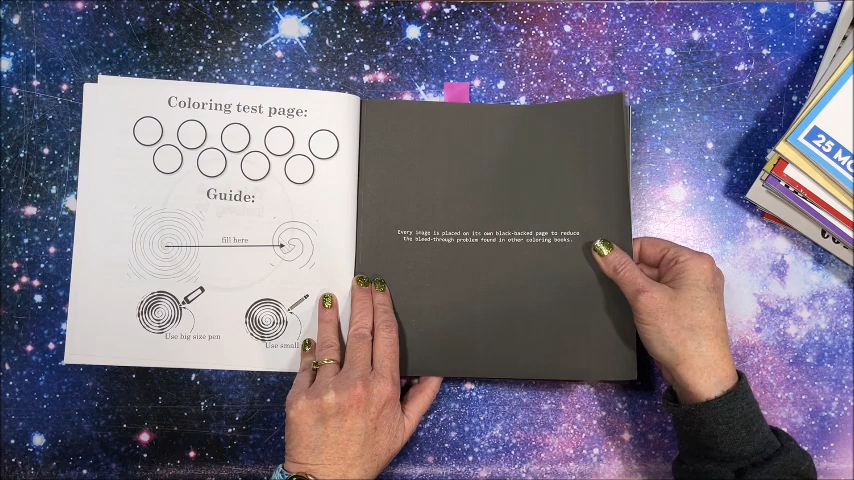 Coloring test page:
Guide:
fill here
Use big size pen
Use small
Every image is placed on its own black-backed page to reduce
the bleed-through problem found in other coloring books.
25 MO